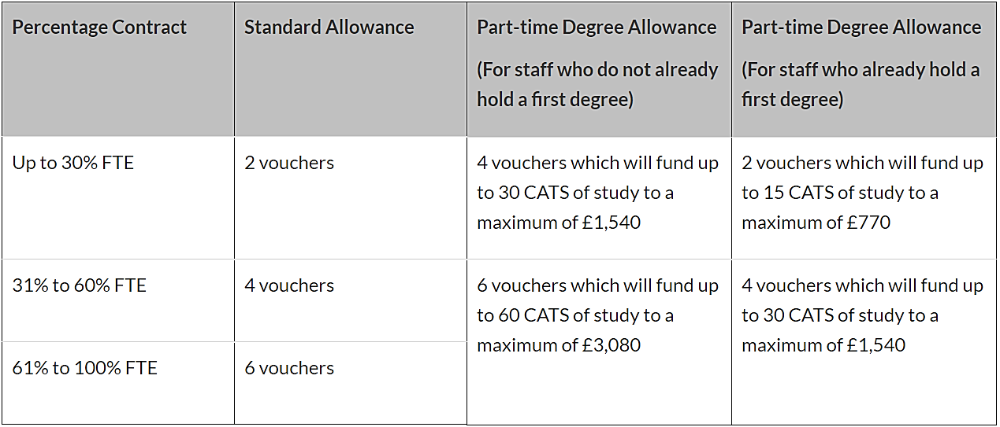 Percentage Contract
Standard Allowance
Part-time Degree Allowance
(For staff who do not already
hold a first degree)
Part-time Degree Allowance
(For staff who already hold a
first degree)
Up to 30% FTE
2 vouchers
4 vouchers which will fund up
to 30 CATS of study to a
maximum of £1,540
2 vouchers which will fund up
to 15 CATS of study to a
maximum of £770
31% to 60% FTE
4 vouchers
6 vouchers which will fund up
to 60 CATS of study to a
maximum of £3,080
4 vouchers which will fund up
to 30 CATS of study to a
maximum of £1,540
61% to 100% FTE
6 vouchers